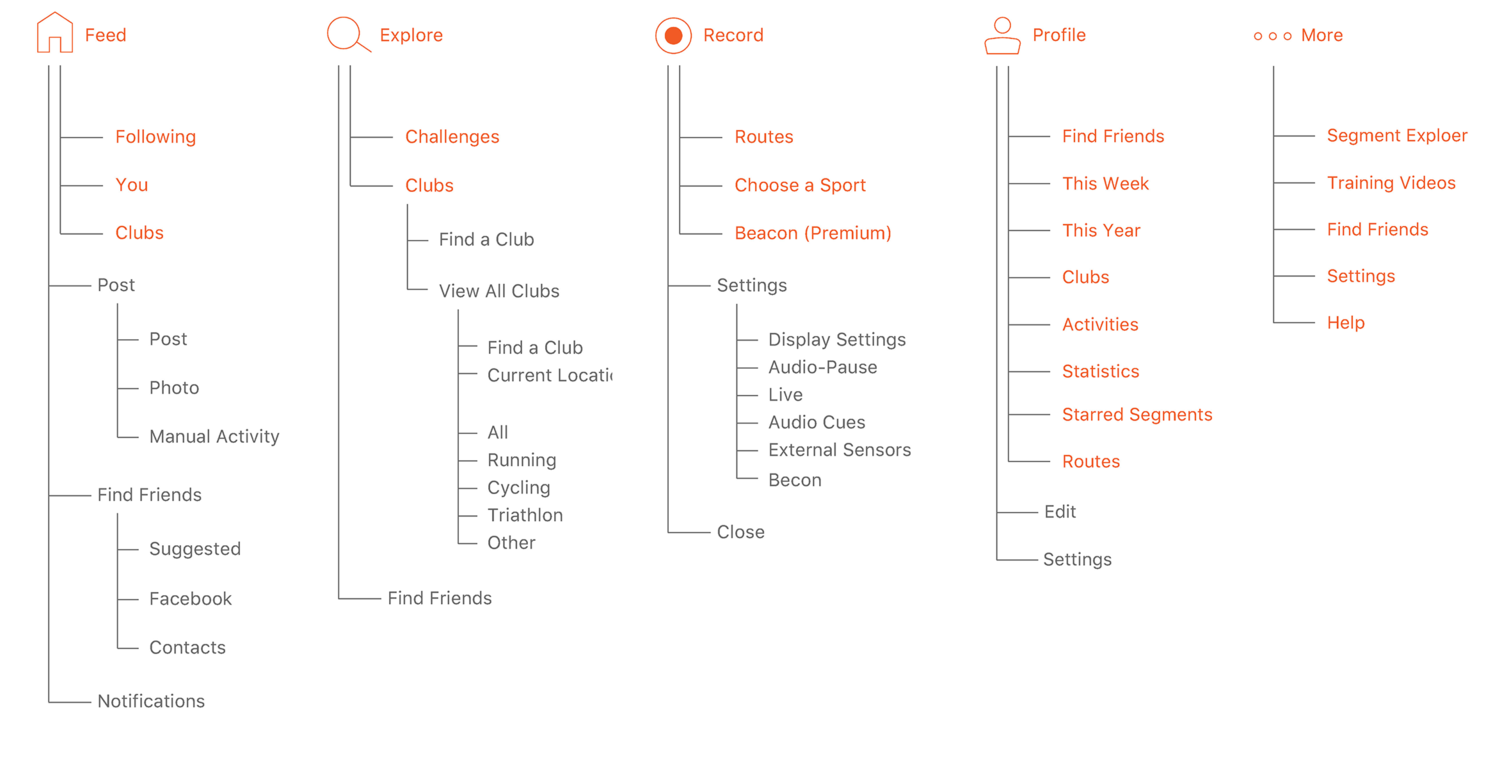 Feed
Following
You
Clubs
Post
Post
Photo
Manual Activity
Find Friends
Suggested
Facebook
Contacts
Notifications
Explore
Challenges
Clubs
Find a Club
View All Clubs
Find a Club
Current Locati
All
Running
Cycling
Triathlon
Other
Find Friends
Record
Routes
Choose a Sport
Beacon (Premium)
Settings
Display Settings
Audio-Pause
Live
Audio Cues
External Sensors
Becon
Close
Profile
Find Friends
This Week
This Year
Clubs
Activities
Statistics
Starred Segments
Routes
Edit
Settings
More
Segment Exploer
Training Videos
Find Friends
Settings
Help